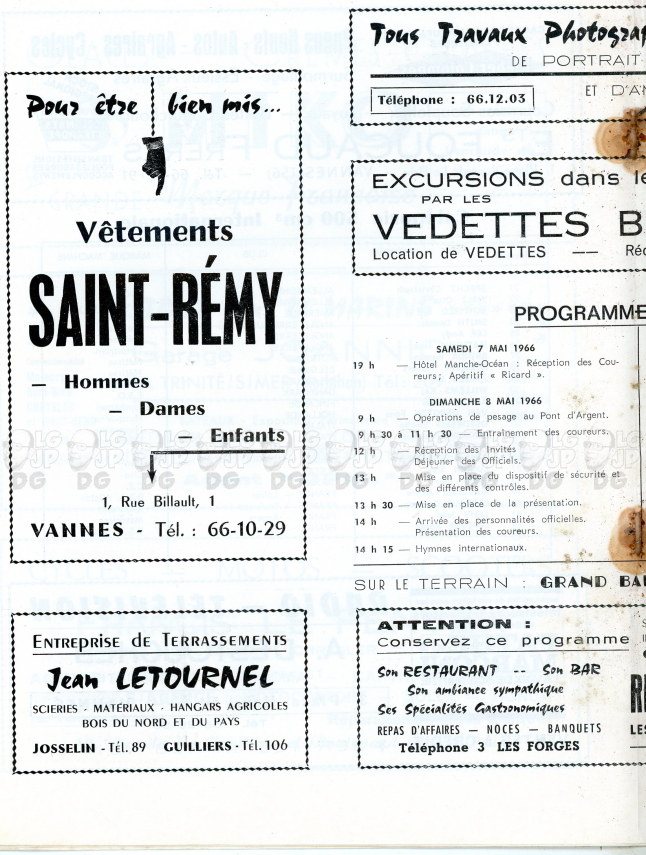 Pour être bien mis...
Vêtements
SAINT-RÉMY
— Hommes
— Dames
Enfants
1, Rue Billault, 1
VANNES - Tél. : 66-10-29
ENTREPRISE DE TERRASSEMENTS
Jean LETOURNEL
SCIERIES - MATÉRIAUX - HANGARS AGRICOLES
BOIS DU NORD ET DU PAYS
JOSSELIN - Tél. 89 GUILLIERS - Tél. 106
Tous Travaux
DE PORTRAIT
Téléphone : 66.12.03
EXCURSIONS dans
PAR LES
VEDETTES
Location de VEDETTES ——
PROGRAMME
SAMEDI 7 MAI 1966
19 h — Hôtel Manche-Océan : Réception des Cou-
reurs; Apéritif « Ricard ».
DIMANCHE 8 MAI 1966
9 h — Opérations de pesage au Pont d'Argent.
9 h 30 à 11 h 30 — Entraînement des coureurs.
12 h — Réception des Invités
Déjeuner des Officiels.
13 h — Mise en place du dispositif de sécurité et
des différents contrôles.
13 h 30 — Mise en place de la présentation.
14 h — Arrivée des personnalités officielles.
Présentation des coureurs.
14 h 15 — Hymnes internationaux.
SUR LE TERRAIN : GRAND
ATTENTION :
Conservez ce programme
Son RESTAURANT -- Son BAR
Son ambiance sympathique
Ses Spécialités Gastronomiques
REPAS D'AFFAIRES — NOCES — BANQUETS
Téléphone 3 LES FORGES